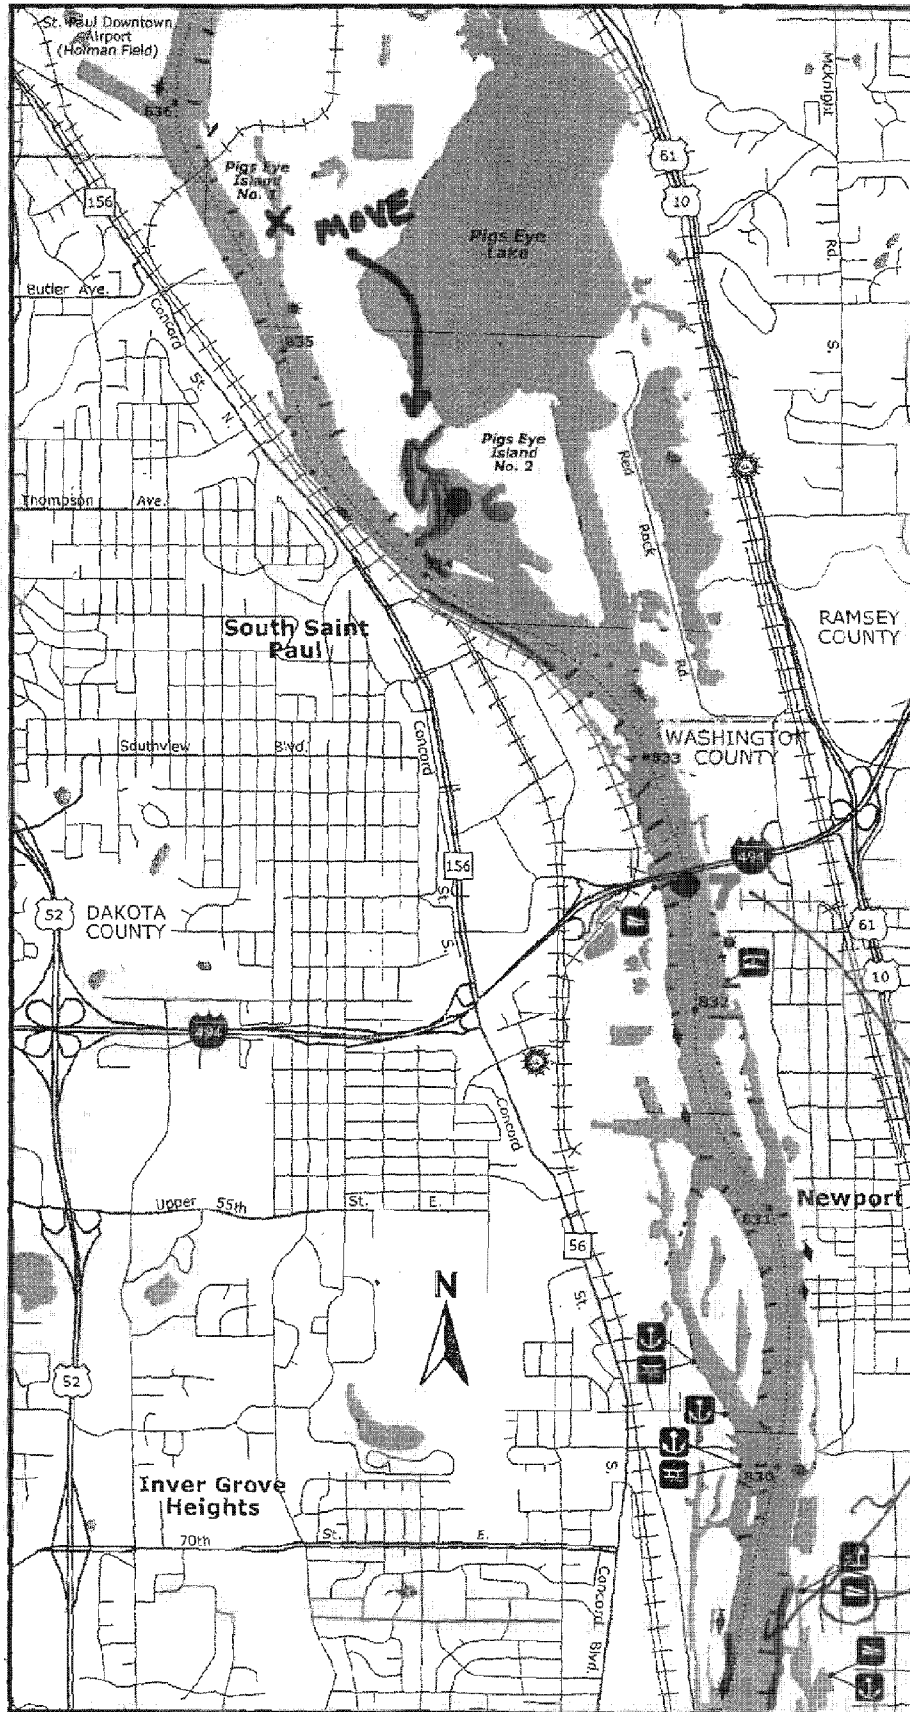 St. Paul Downtown
Airport
(Holman Field)
McKnight
836
61
Pigs Eye
Island
No. 1
156
10
X MOVE
Pigs Eye
Lake
Rd.
Butler Ave.
Concord
835
S.
St.
N
Pigs Eye
Island
No. 2
Red
Thompson Ave.
Rock
South Saint
Paul
RAMSEY
COUNTY
Rd.
Southview Blvd.
Concord
833
WASHINGTON
COUNTY
156
494
52
DAKOTA
COUNTY
St.
S.
61
10
832
494
Concord
Upper 55th St. E.
Newport
831
56
N
St.
52
830
Inver Grove
Heights
S.
70th St. E.
Concord
Blvd.